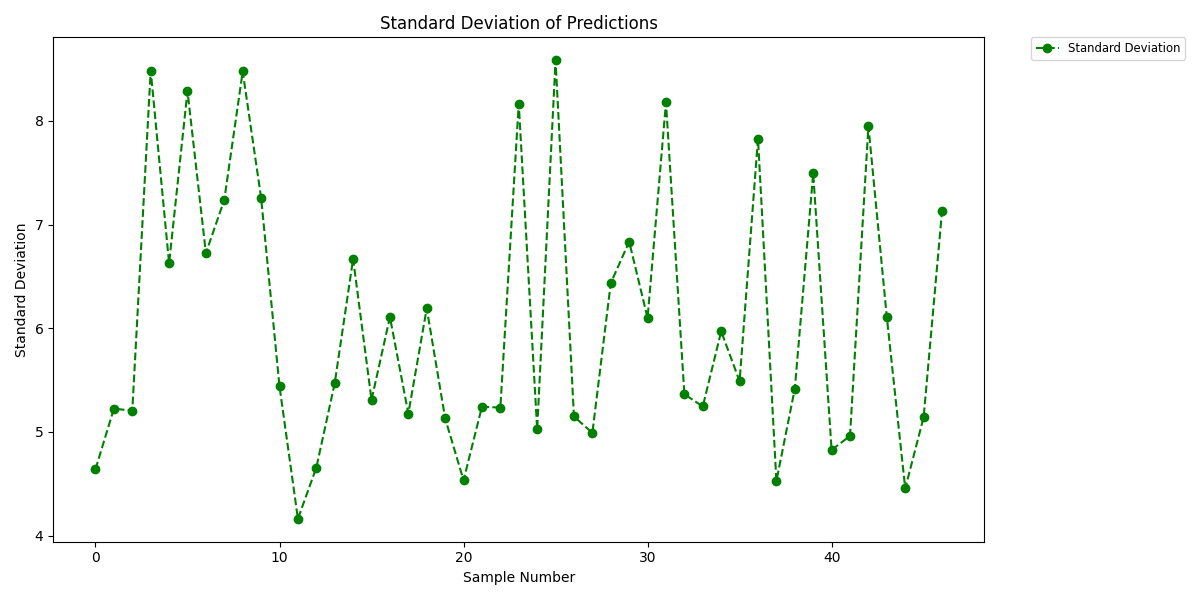 Standard Deviation of Predictions
Standard Deviation
8
7
6
5
4
Standard Deviation
0 10 20 30 40
Sample Number